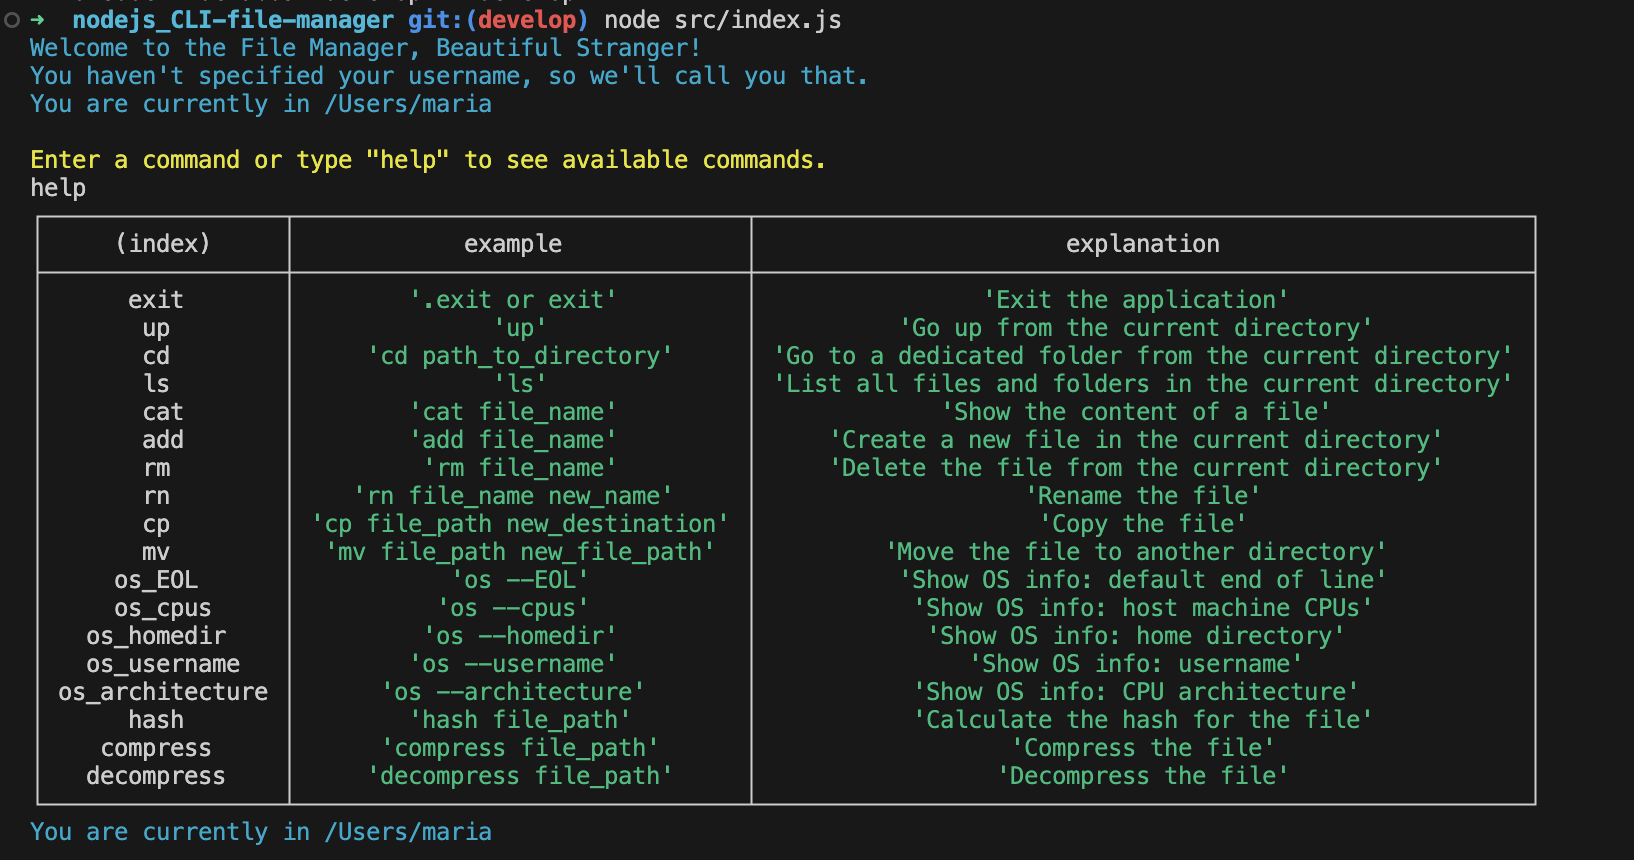 ➜ nodejs_CLI-file-manager git:(develop) node src/index.js
Welcome to the File Manager, Beautiful Stranger!
You haven't specified your username, so we'll call you that.
You are currently in /Users/maria
Enter a command or type "help" to see available commands.
help
(index) example explanation
exit '.exit or exit' 'Exit the application'
up 'up' 'Go up from the current directory'
cd 'cd path_to_directory' 'Go to a dedicated folder from the current directory'
ls 'ls' 'List all files and folders in the current directory'
cat 'cat file_name' 'Show the content of a file'
add 'add file_name' 'Create a new file in the current directory'
rm 'rm file_name' 'Delete the file from the current directory'
rn 'rn file_name new_name' 'Rename the file'
cp 'cp file_path new_destination' 'Copy the file'
mv 'mv file_path new_file_path' 'Move the file to another directory'
os_EOL 'os --EOL' 'Show OS info: default end of line'
os_cpus 'os --cpus' 'Show OS info: host machine CPUs'
os_homedir 'os --homedir' 'Show OS info: home directory'
os_username 'os --username' 'Show OS info: username'
os_architecture 'os --architecture' 'Show OS info: CPU architecture'
hash 'hash file_path' 'Calculate the hash for the file'
compress 'compress file_path' 'Compress the file'
decompress 'decompress file_path' 'Decompress the file'
You are currently in /Users/maria